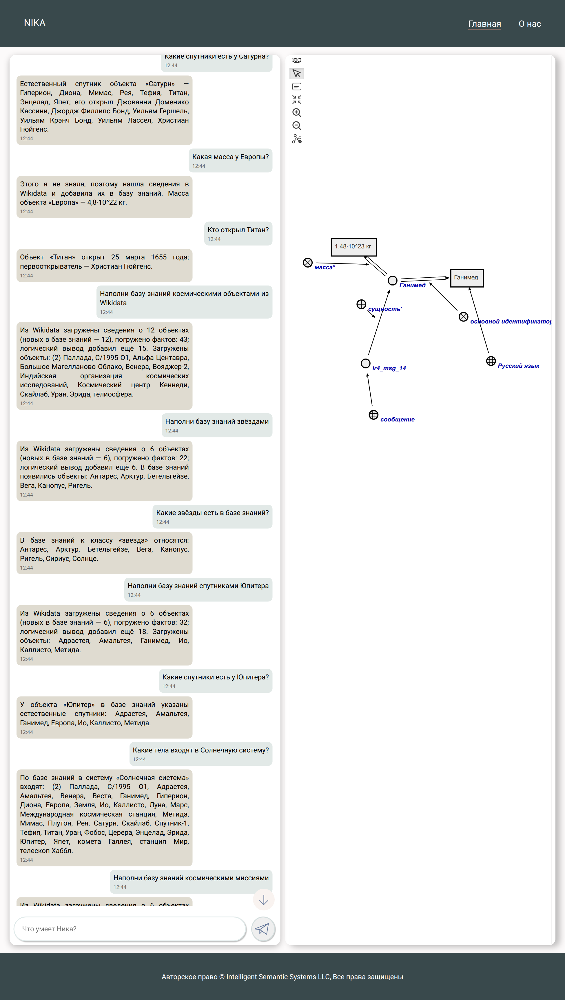 NIKA
Главная
О нас
Какие спутники есть у Сатурна?
12:44
Естественный спутник объекта «Сатурн» —
Гиперион, Диона, Мимас, Рея, Тефия, Титан,
Энцелад, Япет; его открыл Джованни Доменико
Кассини, Джордж Филлипс Бонд, Уильям Гершель,
Уильям Крэнч Бонд, Уильям Лассел, Христиан
Гюйгенс.
12:44
Какая масса у Европы?
12:44
Этого я не знала, поэтому нашла сведения в
Wikidata и добавила их в базу знаний. Масса
объекта «Европа» — 4,8·10^22 кг.
12:44
Кто открыл Титан?
12:44
Объект «Титан» открыт 25 марта 1655 года;
первооткрыватель — Христиан Гюйгенс.
12:44
Наполни базу знаний космическими объектами из
Wikidata
12:44
Из Wikidata загружены сведения о 12 объектах
(новых в базе знаний — 12), погружено фактов: 43;
логический вывод добавил ещё 15. Загружены
объекты: (2) Паллада, C/1995 O1, Альфа Центавра,
Большое Магелланово Облако, Венера, Вояджер-2,
Индийская организация космических
исследований, Космический центр Кеннеди,
Скайлэб, Уран, Эрида, гелиосфера.
12:44
Наполни базу знаний звёздами
12:44
Из Wikidata загружены сведения о 6 объектах
(новых в базе знаний — 6), погружено фактов: 22;
логический вывод добавил ещё 6. В базе знаний
появились объекты: Антарес, Арктур, Бетельгейзе,
Вега, Канопус, Ригель.
12:44
Какие звёзды есть в базе знаний?
12:44
В базе знаний к классу «звезда» относятся:
Антарес, Арктур, Бетельгейзе, Вега, Канопус,
Ригель, Сириус, Солнце.
12:44
Наполни базу знаний спутниками Юпитера
12:44
Из Wikidata загружены сведения о 6 объектах
(новых в базе знаний — 6), погружено фактов: 32;
логический вывод добавил ещё 18. Загружены
объекты: Адрастея, Амальтея, Ганимед, Ио,
Каллисто, Метида.
12:44
Какие спутники есть у Юпитера?
12:44
У объекта «Юпитер» в базе знаний указаны
естественные спутники: Адрастея, Амальтея,
Ганимед, Европа, Ио, Каллисто, Метида.
12:44
Какие тела входят в Солнечную систему?
12:44
По базе знаний в систему «Солнечная система»
входят: (2) Паллада, C/1995 O1, Адрастея,
Амальтея, Венера, Веста, Ганимед, Гиперион,
Диона, Европа, Земля, Ио, Каллисто, Луна, Марс,
Международная космическая станция, Метида,
Мимас, Плутон, Рея, Сатурн, Скайлэб, Спутник-1,
Тефия, Титан, Уран, Фобос, Церера, Энцелад, Эрида,
Юпитер, Япет, комета Галлея, станция Мир,
телескоп Хаббл.
12:44
Наполни базу знаний космическими миссиями
12:44
Из Wikidata загружены сведения о 6 объектах
Что умеет Ника?
1,48·10^23 кг
масса*
Ганимед
Ганимед
сущность'
основной идентификатор
lr4_msg_14
Русский язык
сообщение
Авторское право © Intelligent Semantic Systems LLC, Все права защищены